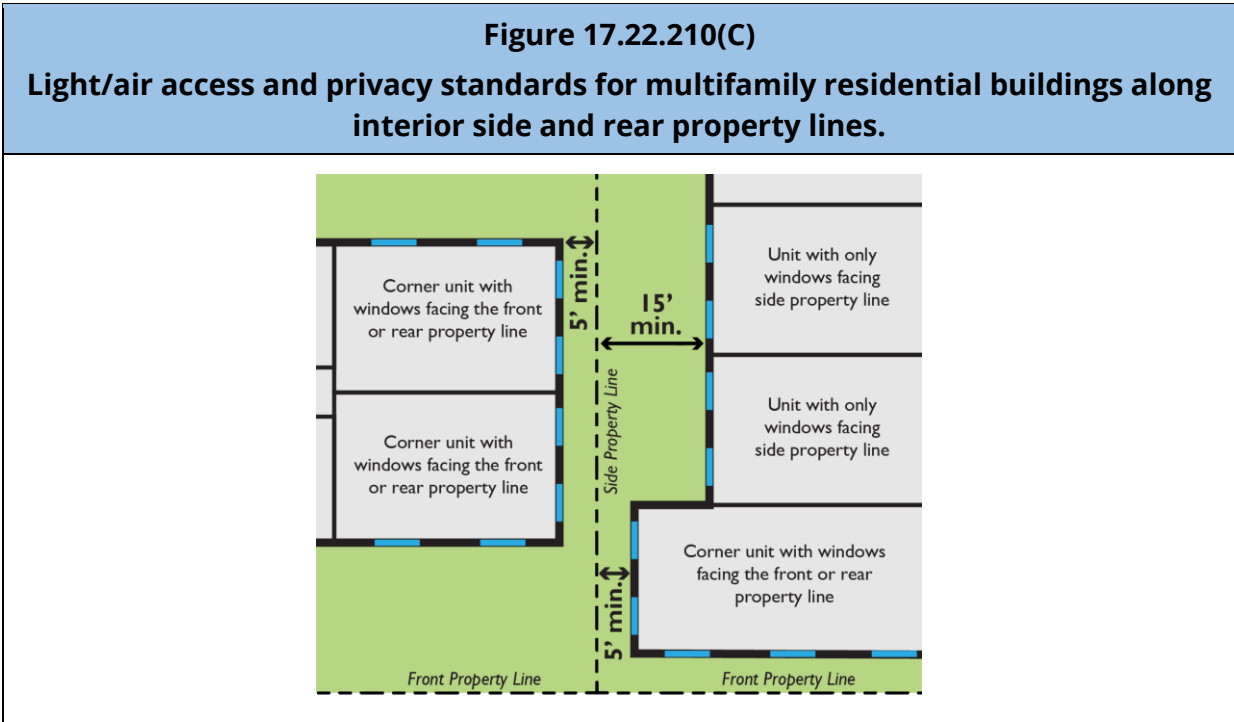 Figure 17.22.210(C)
Light/air access and privacy standards for multifamily residential buildings along
interior side and rear property lines.
Corner unit with
windows facing the front
or rear property line
5' min.
15'
min.
Unit with only
windows facing
side property line
Side Property Line
Corner unit with
windows facing the front
or rear property line
Unit with only
windows facing
side property line
5' min.
Corner unit with windows
facing the front or rear
property line
Front Property Line
Front Property Line